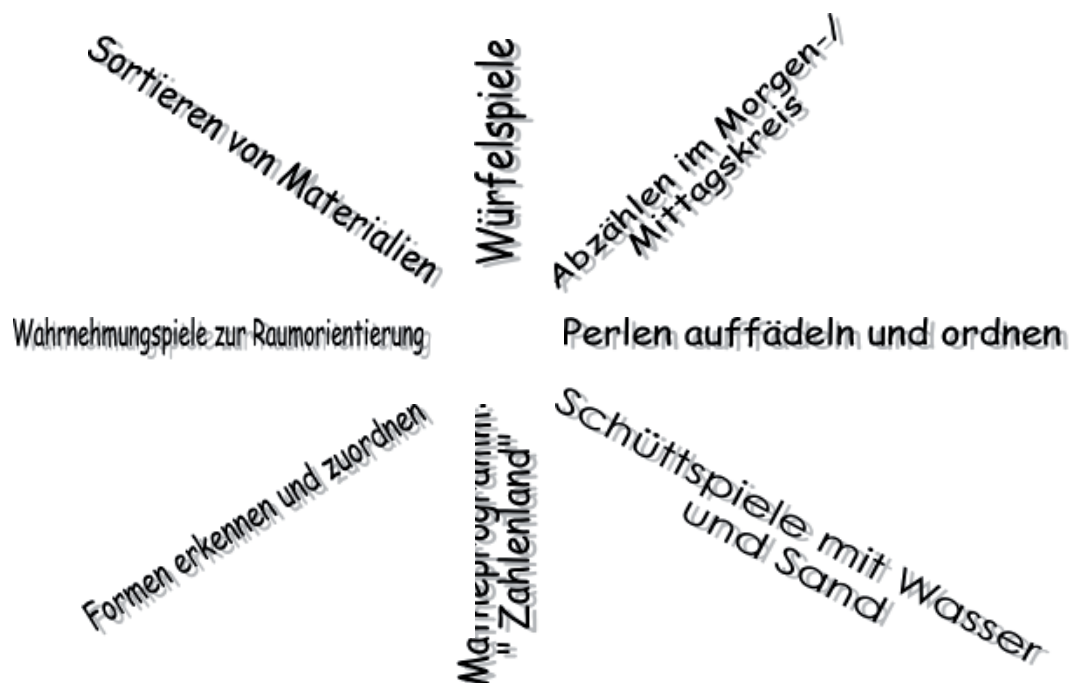 Sortieren von Materialien
Würfelspiele
Abzählen im Morgen-/
Mittagskreis
Wahrnehmungspiele zur Raumorientierung
Perlen auffädeln und ordnen
Formen erkennen und zuordnen
Matheprogramm:
"Zahlenland"
Schüttspiele mit Wasser
und Sand